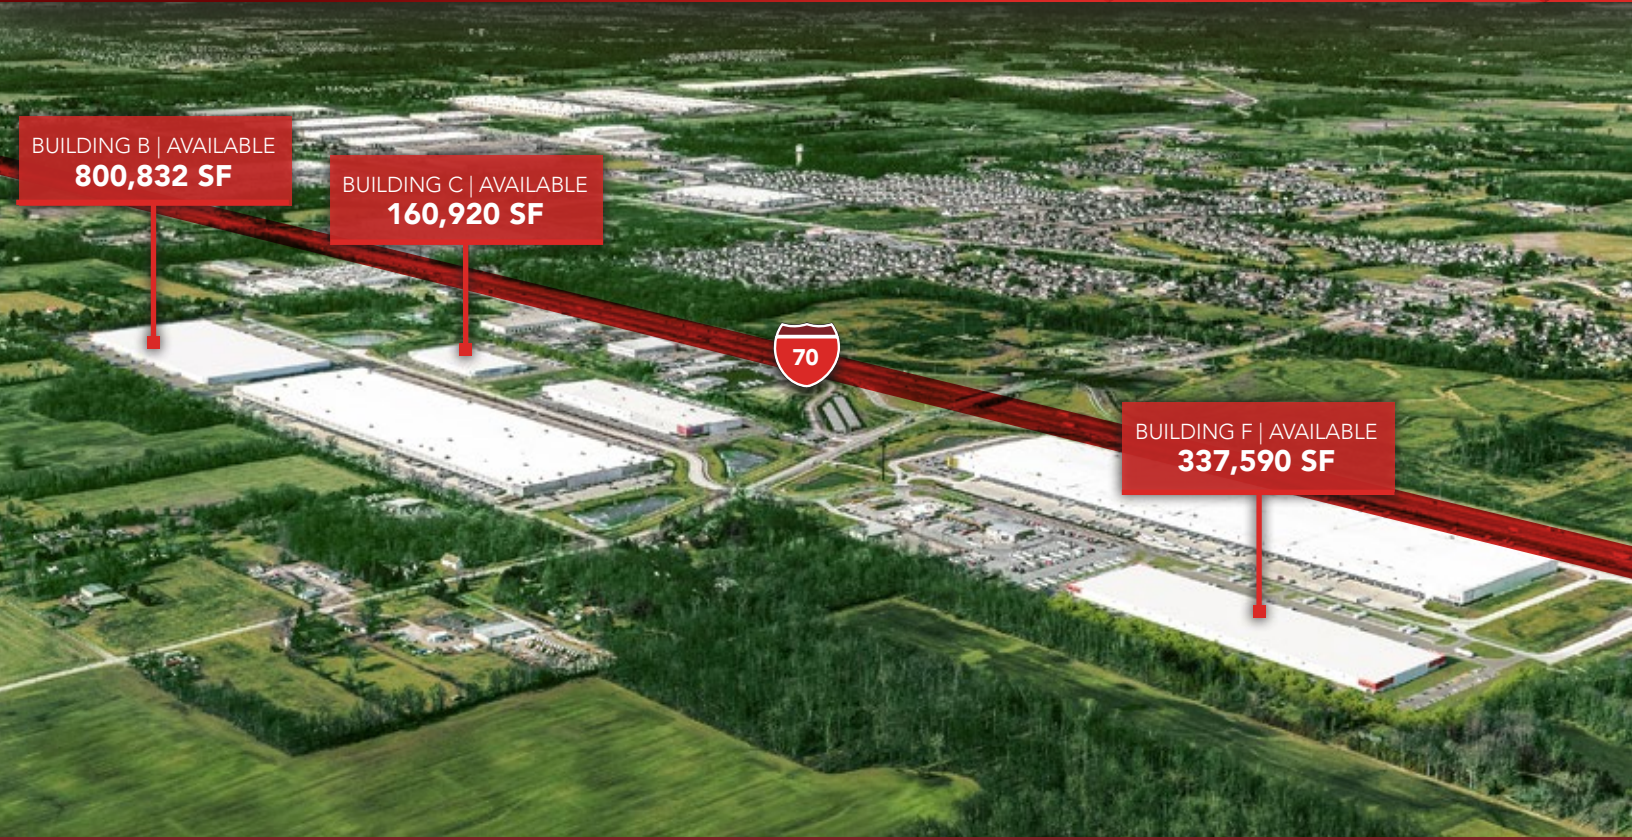 BUILDING B | AVAILABLE
800,832 SF
BUILDING C | AVAILABLE
160,920 SF
70
BUILDING F | AVAILABLE
337,590 SF